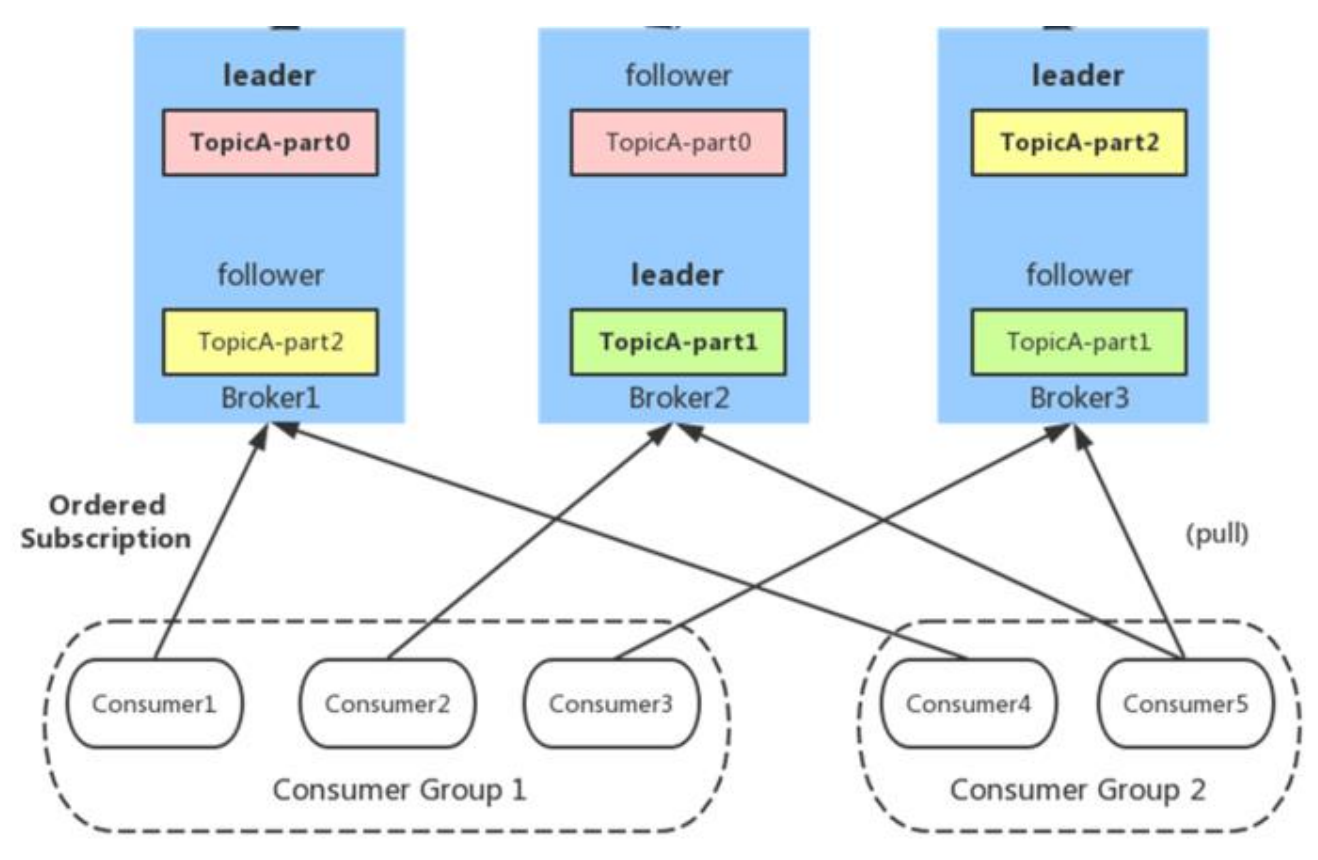 leader
TopicA-part0
follower
TopicA-part2
Broker1
follower
TopicA-part0
leader
TopicA-part1
Broker2
leader
TopicA-part2
follower
TopicA-part1
Broker3
Ordered
Subscription
(pull)
Consumer1
Consumer2
Consumer3
Consumer Group 1
Consumer4
Consumer5
Consumer Group 2